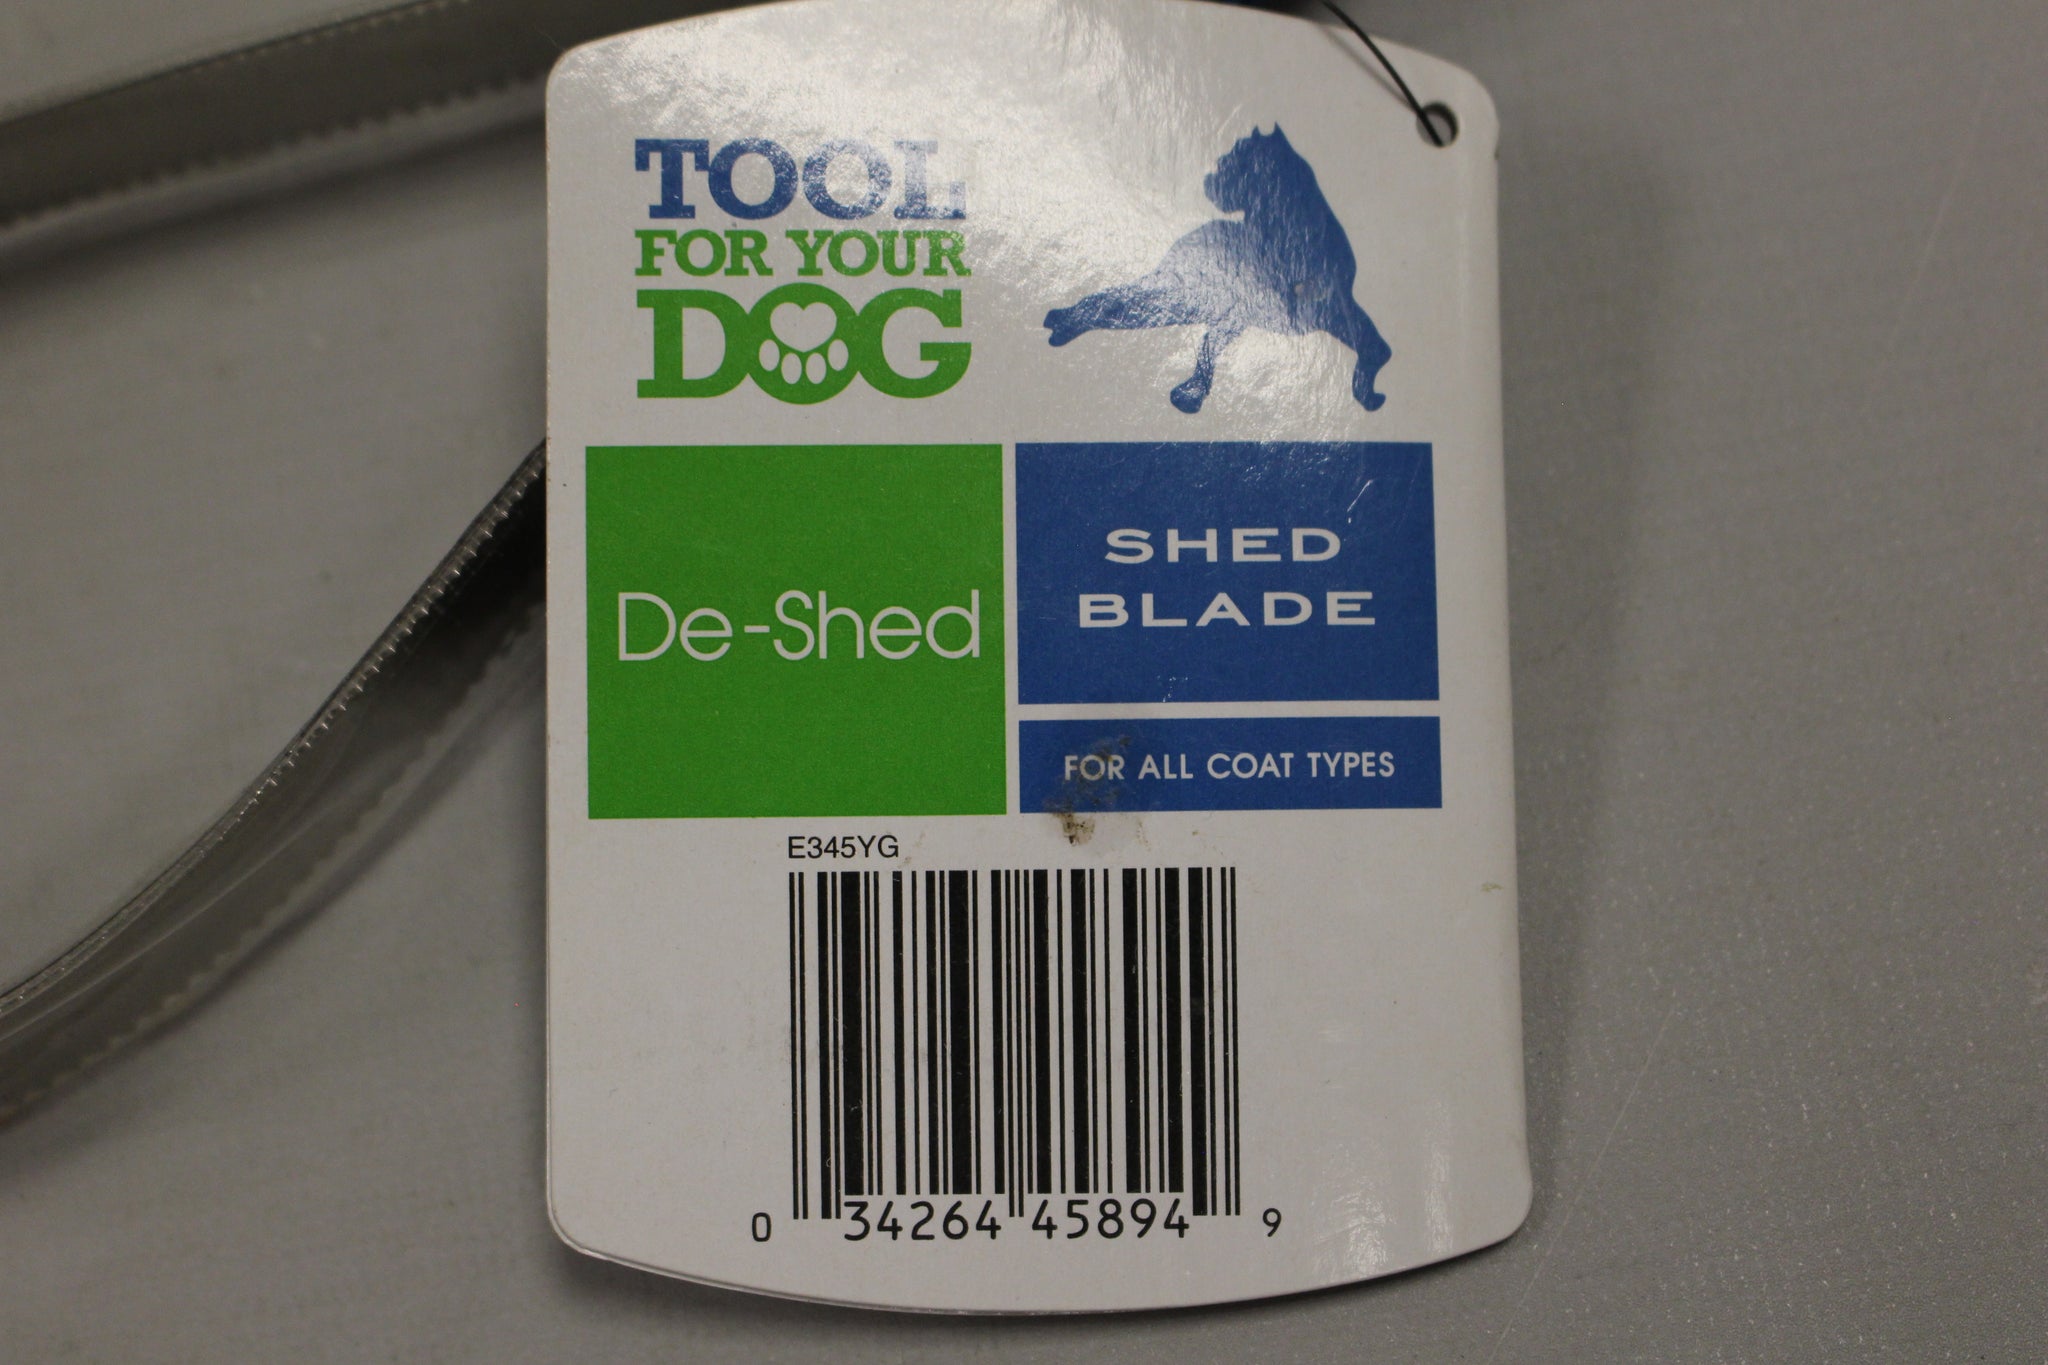 TOOL
FOR YOUR
DOG
De-Shed
SHED
BLADE
FOR ALL COAT TYPES
E345YG
0 34264 45894 9